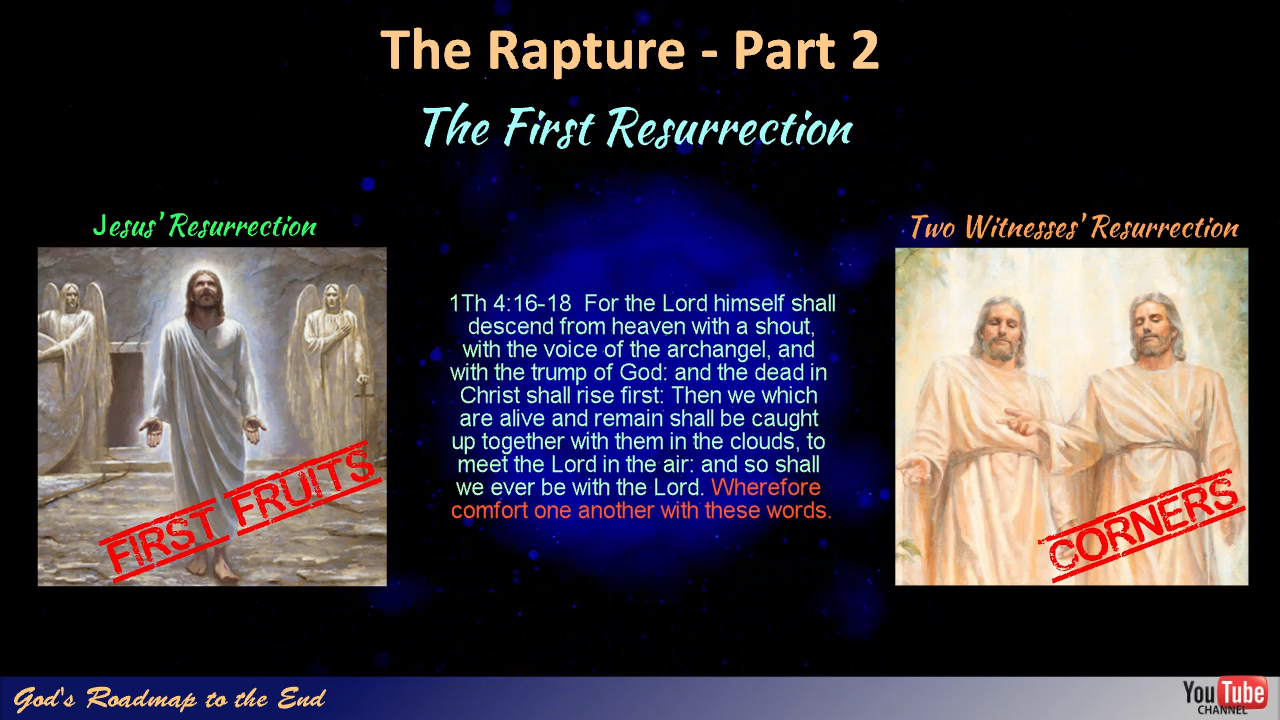 The Rapture - Part 2
The First Resurrection
Jesus' Resurrection
FIRST FRUITS
1Th 4:16-18 For the Lord himself shall
descend from heaven with a shout,
with the voice of the archangel, and
with the trump of God: and the dead in
Christ shall rise first: Then we which
are alive and remain shall be caught
up together with them in the clouds, to
meet the Lord in the air: and so shall
we ever be with the Lord. Wherefore
comfort one another with these words.
Two Witnesses' Resurrection
CORNERS
God's Roadmap to the End
YouTube
CHANNEL